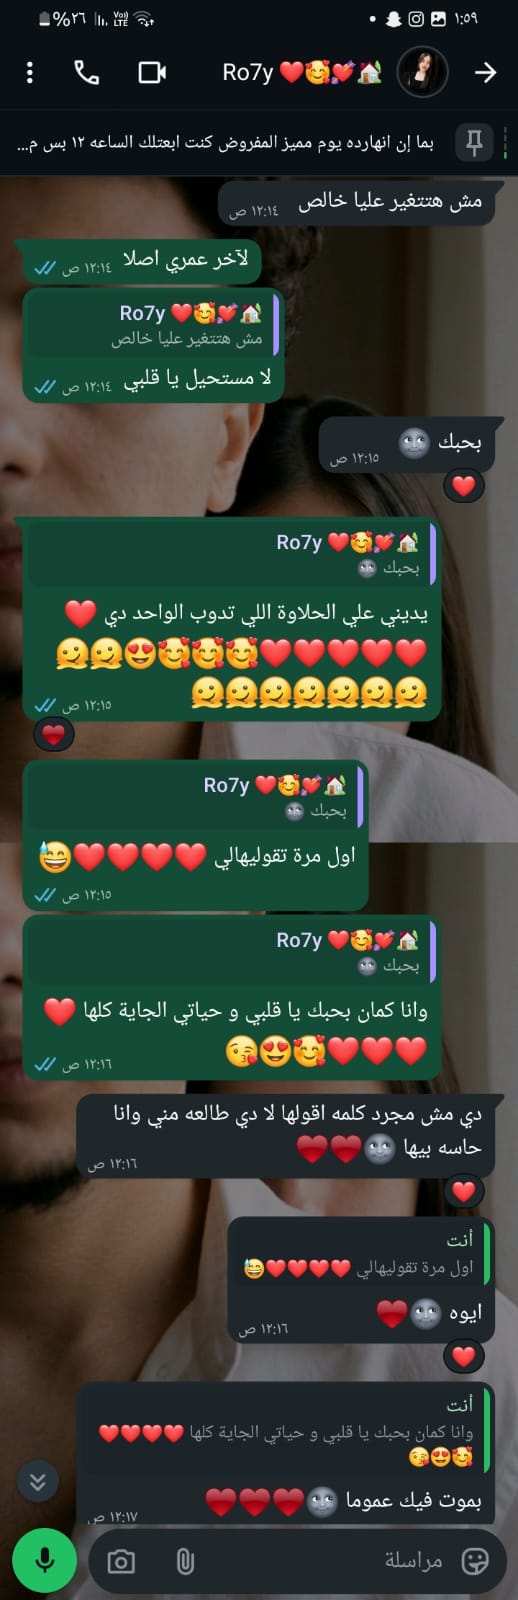 ١:٥٩
%٢٦
Vo))
LTE
Ro7y ❤️🥰💕🏡
بما إن انهارده يوم مميز المفروض كنت ابعتلك الساعه ١٢ بس م...
مش هتتغير عليا خالص
١٢:١٤ ص
لآخر عمري اصلا
١٢:١٤ ص
Ro7y ❤️🥰💕🏡
مش هتتغير عليا خالص
لا مستحيل يا قلبي
١٢:١٤ ص
بحبك 🌚
١٢:١٥ ص
Ro7y ❤️🥰💕🏡
بحبك 🌚
يديني علي الحلاوة اللي تدوب الواحد دي ❤️
❤️❤️❤️❤️❤️🥰🥰🥰😍🫠🫠
🫠🫠🫠🫠🫠🫠🫠
١٢:١٥ ص
Ro7y ❤️🥰💕🏡
بحبك 🌚
اول مرة تقوليهالي ❤️❤️❤️❤️😅
١٢:١٥ ص
Ro7y ❤️🥰💕🏡
بحبك 🌚
وانا كمان بحبك يا قلبي و حياتي الجاية كلها ❤️
❤️❤️❤️🥰😍😘
١٢:١٦ ص
دي مش مجرد كلمه اقولها لا دي طالعه مني وانا
حاسه بيها 🌚♥️♥️
١٢:١٦ ص
أنت
اول مرة تقوليهالي ❤️❤️❤️❤️😅
ايوه 🌚♥️
١٢:١٦ ص
أنت
وانا كمان بحبك يا قلبي و حياتي الجاية كلها ❤️❤️❤️❤️
🥰😍😘
بموت فيك عموما 🌚♥️♥️♥️
١٢:١٧ ص
مراسلة